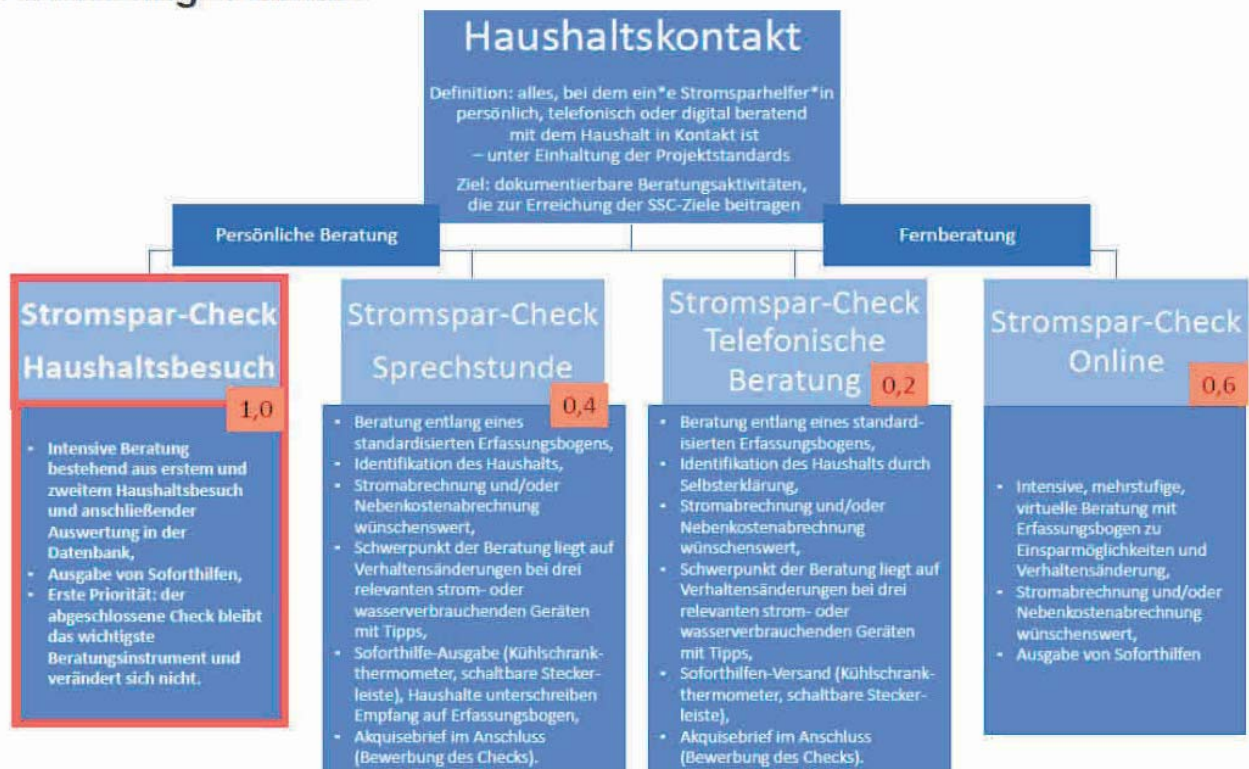 Haushaltskontakt
Definition: alles, bei dem ein*e Stromsparhelfer*in
persönlich, telefonisch oder digital beratend
mit dem Haushalt in Kontakt ist
– unter Einhaltung der Projektstandards
Ziel: dokumentierbare Beratungsaktivitäten,
die zur Erreichung der SSC-Ziele beitragen
Persönliche Beratung
Fernberatung
Stromspar-Check
Haushaltsbesuch
1,0
• Intensive Beratung
bestehend aus erstem und
zweitem Haushaltsbesuch
und anschließender
Auswertung in der
Datenbank,
• Ausgabe von Soforthilfen,
• Erste Priorität: der
abgeschlossene Check bleibt
das wichtigste
Beratungsinstrument und
verändert sich nicht.
Stromspar-Check
Sprechstunde
0,4
• Beratung entlang eines
standardisierten Erfassungsbogens,
• Identifikation des Haushalts,
• Stromabrechnung und/oder
Nebenkostenabrechnung
wünschenswert,
• Schwerpunkt der Beratung liegt auf
Verhaltensänderungen bei drei
relevanten strom- oder
wasserverbrauchenden Geräten
mit Tipps,
• Soforthilfe-Ausgabe (Kühlschrank-
thermometer, schaltbare Stecker-
leiste), Haushalte unterschreiben
Empfang auf Erfassungsbogen,
• Akquisebrief im Anschluss
(Bewerbung des Checks).
Stromspar-Check
Telefonische
Beratung
0,2
• Beratung entlang eines standard-
isierten Erfassungsbogens,
• Identifikation des Haushalts durch
Selbsterklärung,
• Stromabrechnung und/oder
Nebenkostenabrechnung
wünschenswert,
• Schwerpunkt der Beratung liegt auf
Verhaltensänderungen bei drei
relevanten strom- oder
wasserverbrauchenden Geräten
mit Tipps,
• Soforthilfen-Versand (Kühlschrank-
thermometer, schaltbare Stecker-
leiste),
• Akquisebrief im Anschluss
(Bewerbung des Checks).
Stromspar-Check
Online
0,6
• Intensive, mehrstufige,
virtuelle Beratung mit
Erfassungsbogen zu
Einsparmöglichkeiten und
Verhaltensänderung,
• Stromabrechnung und/oder
Nebenkostenabrechnung
wünschenswert,
• Ausgabe von Soforthilfen